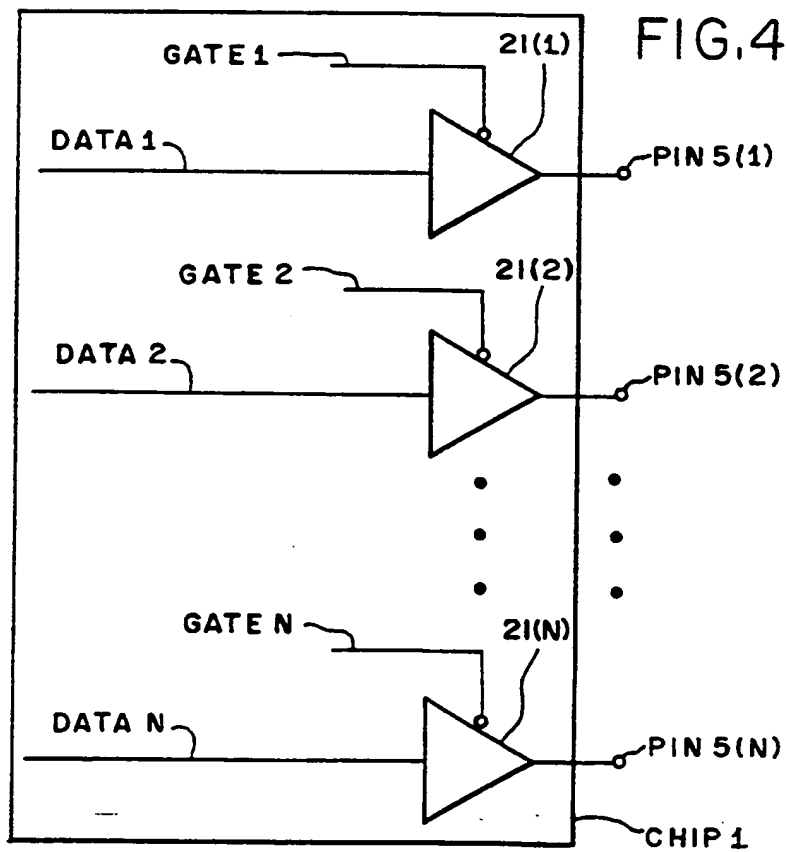 FIG.4
GATE 1
21(1)
DATA 1
PIN 5(1)
GATE 2
21(2)
DATA 2
PIN 5(2)
GATE N
21(N)
DATA N
PIN 5(N)
CHIP 1